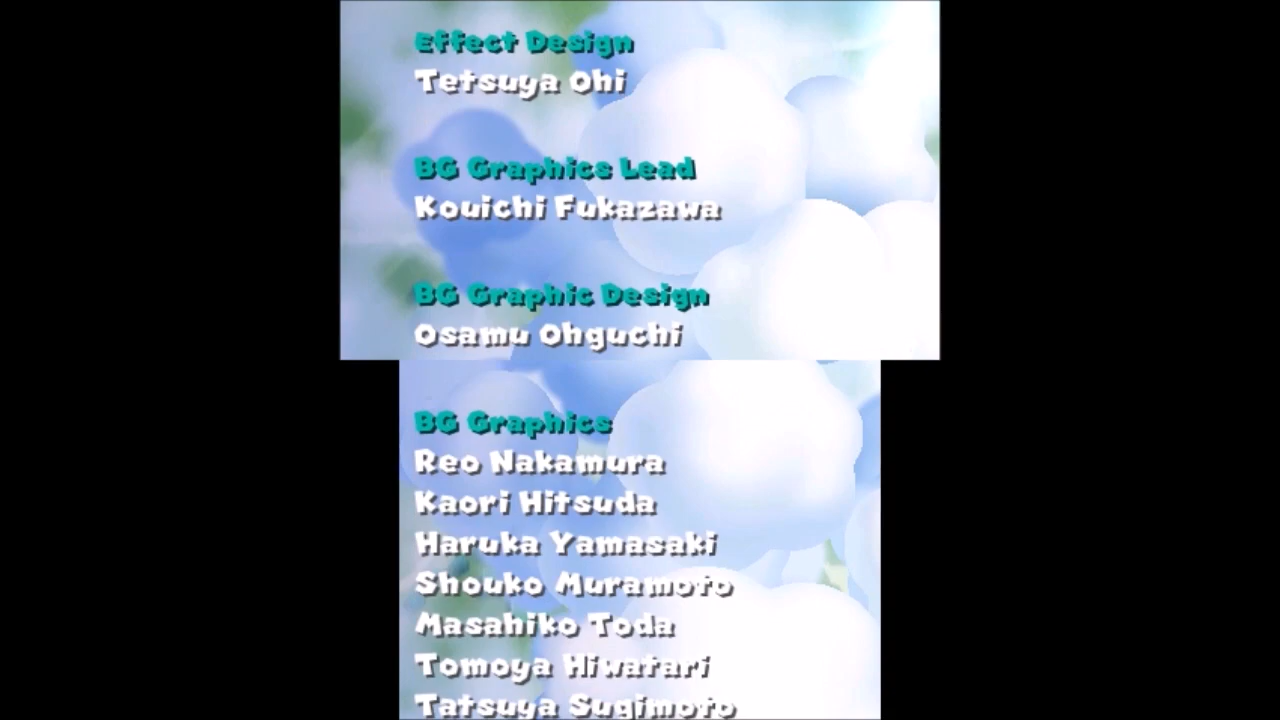 Effect Design
Tetsuya Ohi
BG Graphics Lead
Kouichi Fukazawa
BG Graphic Design
Osamu Ohguchi
BG Graphics
Reo Nakamura
Kaori Hitsuda
Haruka Yamasaki
Shouko Muramoto
Masahiko Toda
Tomoya Hiwatari
Tatsuya Sugimoto